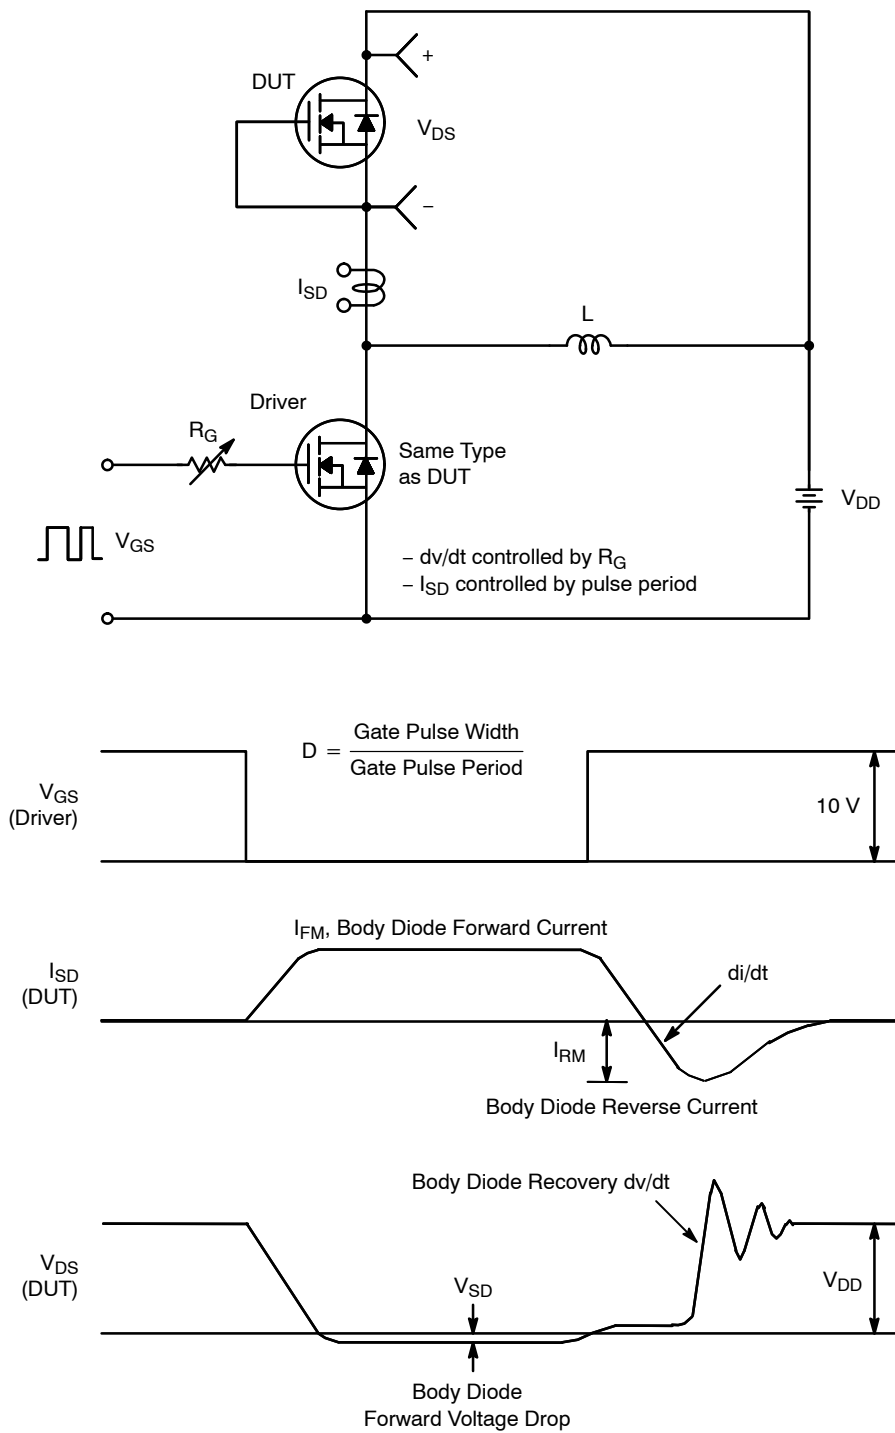 +
DUT
V_DS
−
I_SD
L
Driver
R_G
Same Type
as DUT
V_DD
V_GS
− dv/dt controlled by R_G
− I_SD controlled by pulse period
D = Gate Pulse Width / Gate Pulse Period
V_GS
(Driver)
10 V
I_FM, Body Diode Forward Current
I_SD
(DUT)
di/dt
I_RM
Body Diode Reverse Current
Body Diode Recovery dv/dt
V_DS
(DUT)
V_SD
V_DD
Body Diode
Forward Voltage Drop